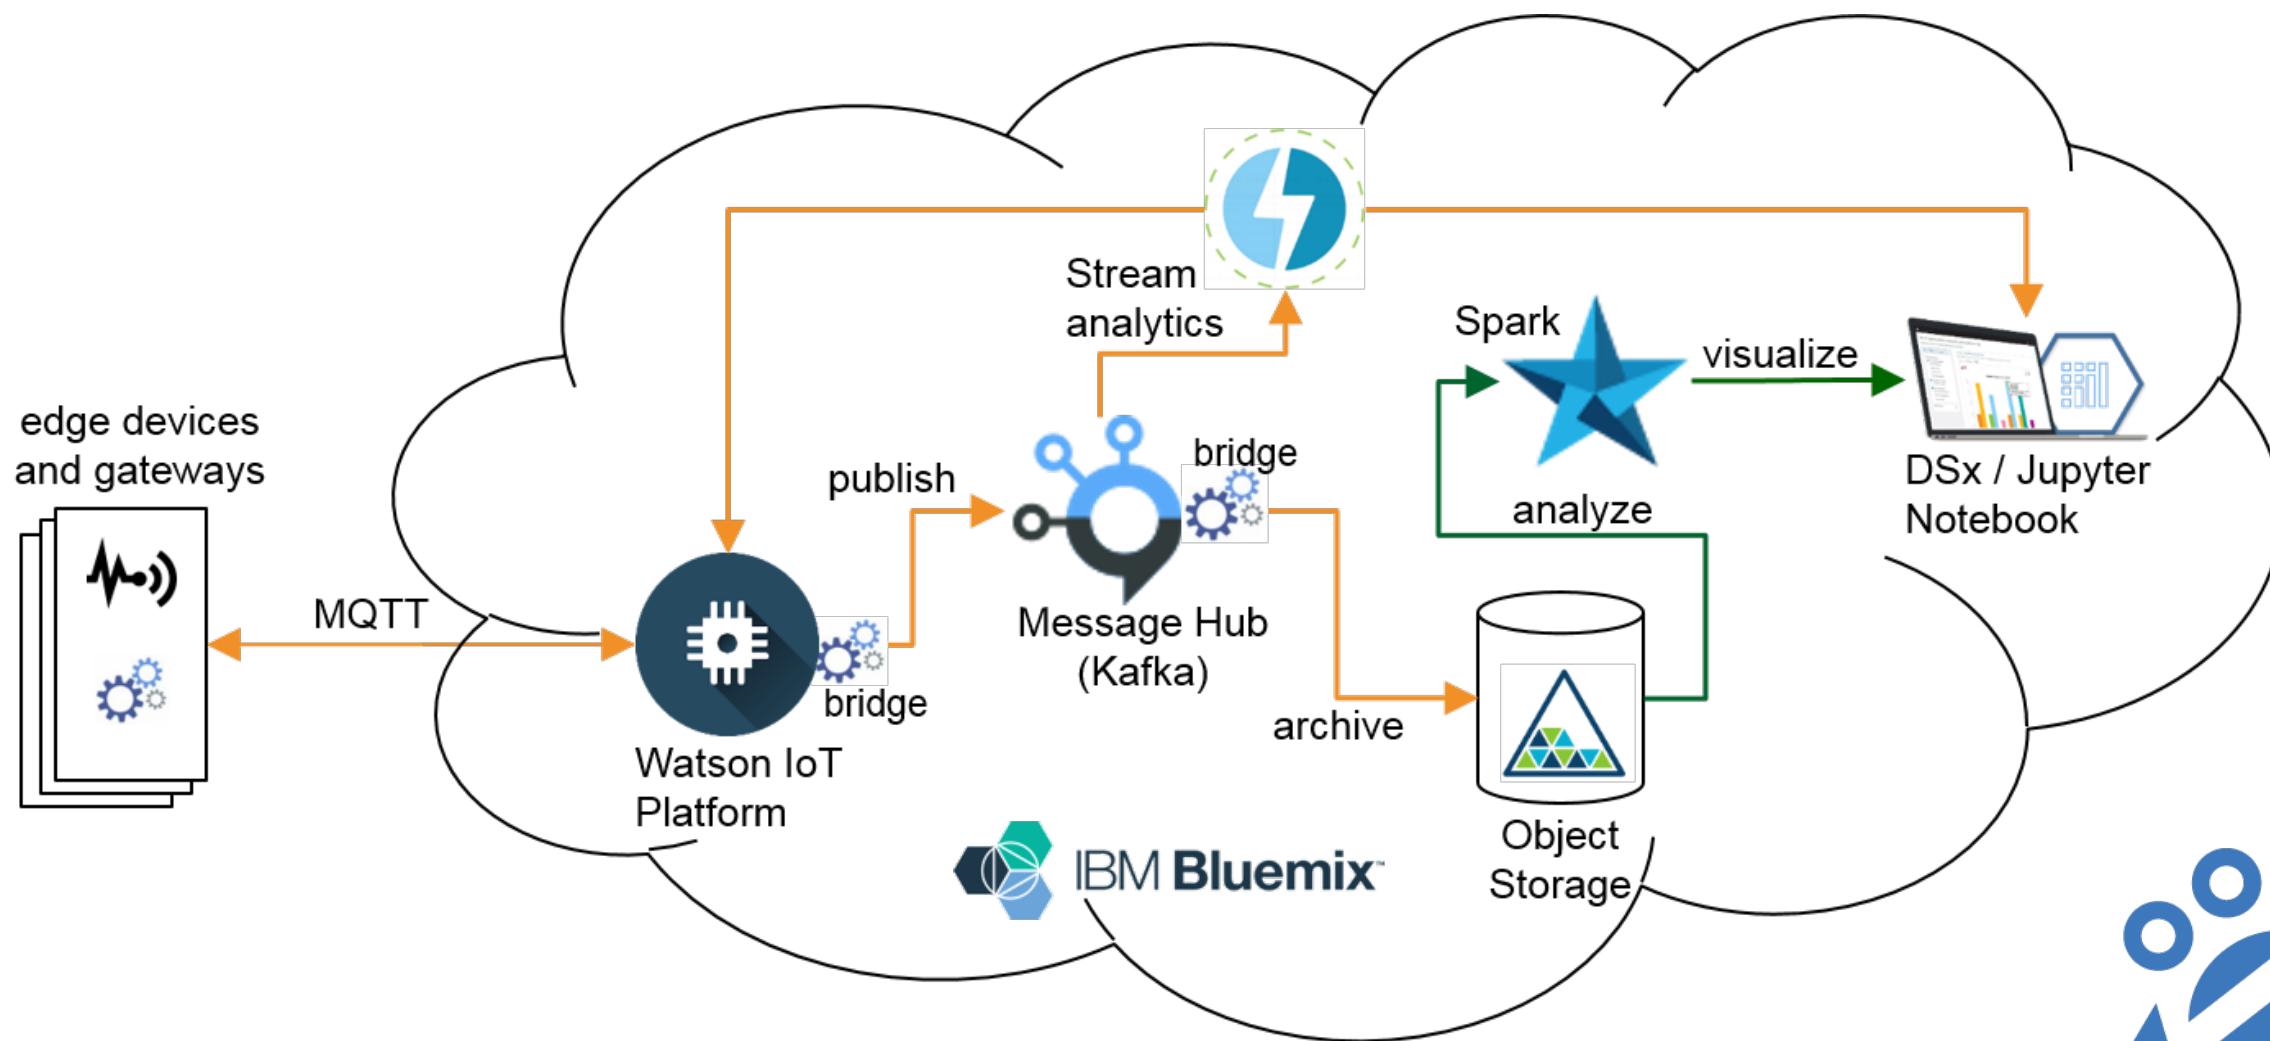 Stream
analytics
Spark
visualize
edge devices
and gateways
publish
bridge
DSx / Jupyter
Notebook
analyze
MQTT
Message Hub
(Kafka)
bridge
archive
Watson IoT
Platform
Object
Storage
IBM Bluemix™